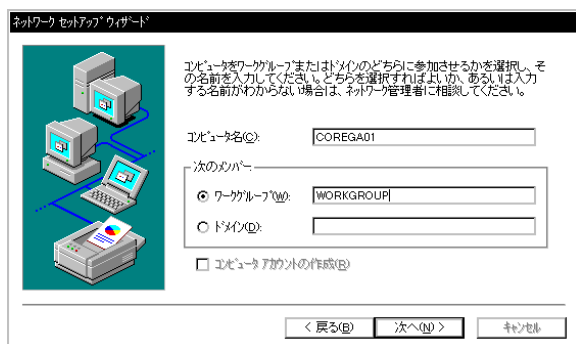 ネットワーク セットアップ ウィザード
コンピュータをワークグループまたはドメインのどちらに参加させるかを選択し、そ
の名前を入力してください。どちらを選択すればよいか、あるいは入力
する名前がわからない場合は、ネットワーク管理者に相談してください。
コンピュータ名(C):
COREGA01
次のメンバー:
ワークグループ(W):
WORKGROUP
ドメイン(D):
コンピュータ アカウントの作成(R)
< 戻る(B)
次へ(N) >
キャンセル